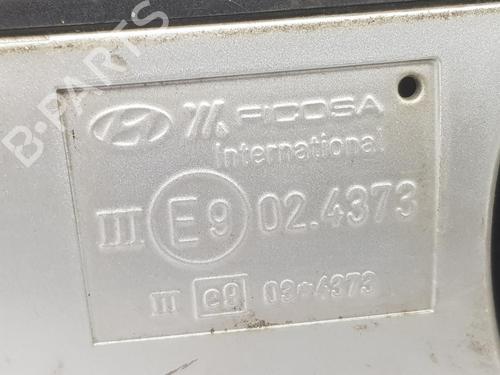 FICOSA
International
III E9 02.4373
III e9 03*4373
B-PARTS